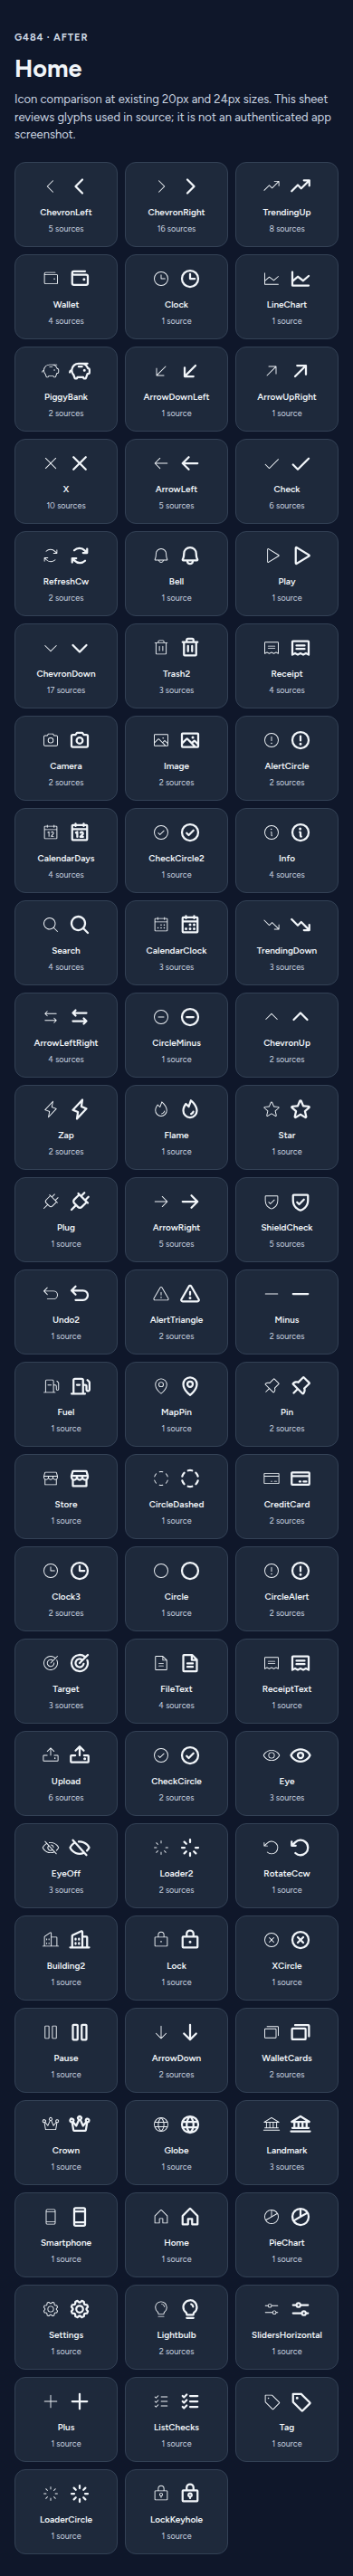 G484 · AFTER
Home
Icon comparison at existing 20px and 24px sizes. This sheet
reviews glyphs used in source; it is not an authenticated app
screenshot.
ChevronLeft
5 sources
ChevronRight
16 sources
TrendingUp
8 sources
Wallet
4 sources
Clock
1 source
LineChart
1 source
PiggyBank
2 sources
ArrowDownLeft
1 source
ArrowUpRight
1 source
X
10 sources
ArrowLeft
5 sources
Check
6 sources
RefreshCw
2 sources
Bell
1 source
Play
1 source
ChevronDown
17 sources
Trash2
3 sources
Receipt
4 sources
Camera
2 sources
Image
2 sources
AlertCircle
2 sources
12
12
CalendarDays
4 sources
CheckCircle2
1 source
Info
4 sources
Search
4 sources
CalendarClock
3 sources
TrendingDown
3 sources
ArrowLeftRight
4 sources
CircleMinus
1 source
ChevronUp
2 sources
Zap
2 sources
Flame
1 source
Star
1 source
Plug
1 source
ArrowRight
5 sources
ShieldCheck
5 sources
Undo2
1 source
AlertTriangle
2 sources
Minus
2 sources
Fuel
1 source
MapPin
1 source
Pin
2 sources
Store
1 source
CircleDashed
1 source
CreditCard
2 sources
Clock3
2 sources
Circle
1 source
CircleAlert
2 sources
Target
3 sources
FileText
4 sources
ReceiptText
1 source
Upload
6 sources
CheckCircle
2 sources
Eye
3 sources
EyeOff
3 sources
Loader2
2 sources
RotateCcw
1 source
Building2
1 source
Lock
1 source
XCircle
1 source
Pause
1 source
ArrowDown
2 sources
WalletCards
2 sources
Crown
1 source
Globe
1 source
Landmark
3 sources
Smartphone
1 source
Home
1 source
PieChart
1 source
Settings
1 source
Lightbulb
2 sources
SlidersHorizontal
1 source
Plus
1 source
ListChecks
1 source
Tag
1 source
LoaderCircle
1 source
LockKeyhole
1 source